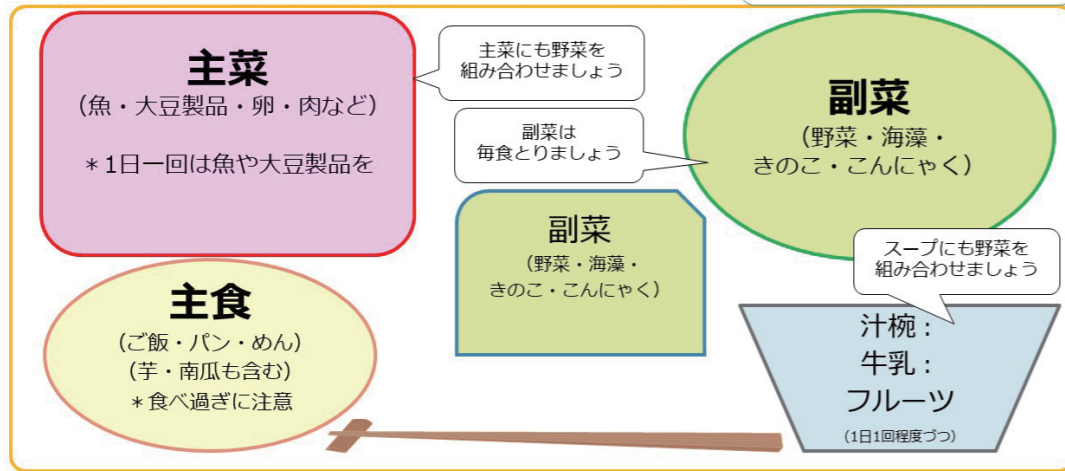 主菜
(魚・大豆製品・卵・肉など)
＊1日一回は魚や大豆製品を
主菜にも野菜を
組み合わせましょう
副菜は
毎食とりましょう
副菜
(野菜・海藻・
きのこ・こんにゃく)
副菜
(野菜・海藻・
きのこ・こんにゃく)
スープにも野菜を
組み合わせましょう
主食
(ご飯・パン・めん)
(芋・南瓜も含む)
＊食べ過ぎに注意
汁椀：
牛乳：
フルーツ
(1日1回程度づつ)